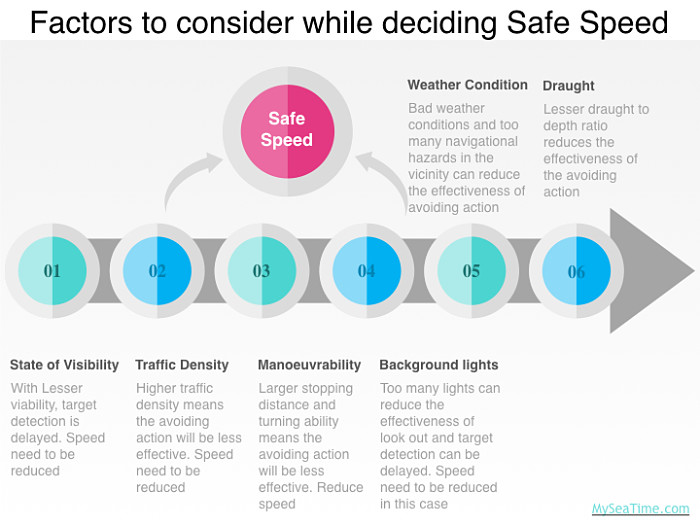 Factors to consider while deciding Safe Speed
Safe
Speed
Weather Condition
Bad weather
conditions and too
many navigational
hazards in the
vicinity can reduce
the effectiveness of
avoiding action
Draught
Lesser draught to
depth ratio
reduces the
effectiveness of
the avoiding
action
01
02
03
04
05
06
State of Visibility
With Lesser
viability, target
detection is
delayed. Speed
need to be
reduced
Traffic Density
Higher traffic
density means
the avoiding
action will be less
effective. Speed
need to be
reduced
Manoeuvrability
Larger stopping
distance and
turning ability
means the
avoiding action
will be less
effective. Reduce
speed
Background lights
Too many lights can
reduce the
effectiveness of
look out and target
detection can be
delayed. Speed
need to be reduced
in this case
MySeaTime.com